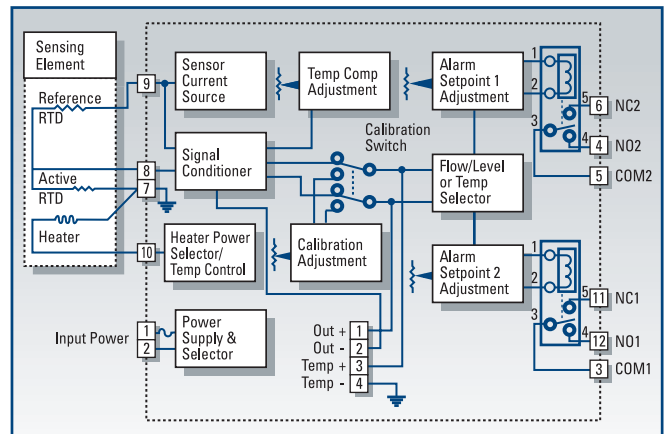 Sensing
Element
Reference
RTD
Active
RTD
Heater
9
8
7
10
Input Power
1
2
Sensor
Current
Source
Signal
Conditioner
Heater Power
Selector/
Temp Control
Power
Supply &
Selector
Temp Comp
Adjustment
Calibration
Switch
Calibration
Adjustment
Out +
Out -
Temp +
Temp -
1
2
3
4
Alarm
Setpoint 1
Adjustment
Flow/Level
or Temp
Selector
Alarm
Setpoint 2
Adjustment
1
2
3
5
4
6 NC2
4 NO2
5 COM2
1
2
3
5
4
11 NC1
12 NO1
3 COM1